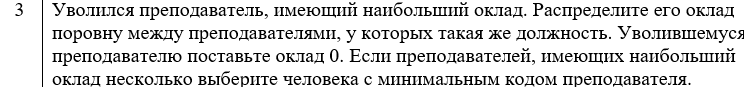 3 Уволился преподаватель, имеющий наибольший оклад. Распределите его оклад
поровну между преподавателями, у которых такая же должность. Уволившемуся
преподавателю поставьте оклад 0. Если преподавателей, имеющих наибольший
оклад несколько выберите человека с минимальным кодом преподавателя.